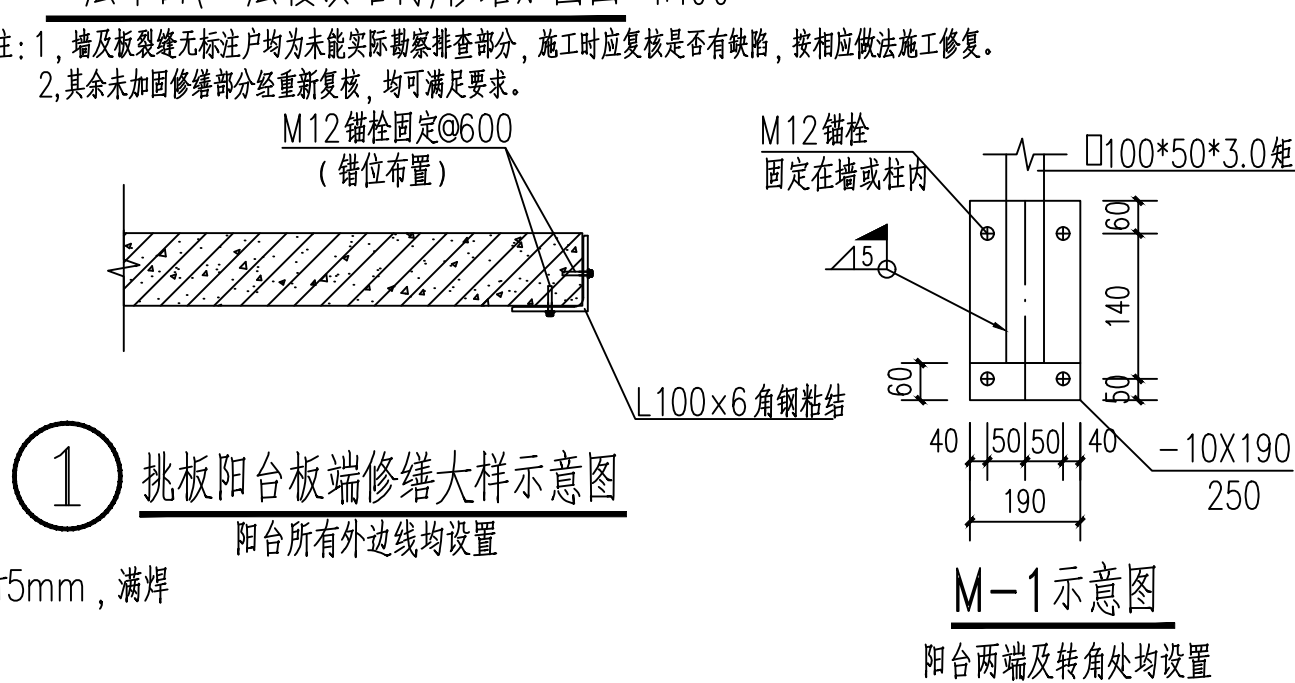 注：1，墙及板裂缝无标注户均为未能实际勘察排查部分，施工时应复核是否有缺陷，按相应做法施工修复。
2,其余未加固修缮部分经重新复核，均可满足要求。
M12锚栓固定@600
（错位布置）
L100×6角钢粘结
1
挑板阳台板端修缮大样示意图
阳台所有外边线均设置
5mm，满焊
M12锚栓
固定在墙或柱内
□100*50*3.0矩
5
60
140
50
60
40 50 50 40
190
-10X190
250
M-1示意图
阳台两端及转角处均设置